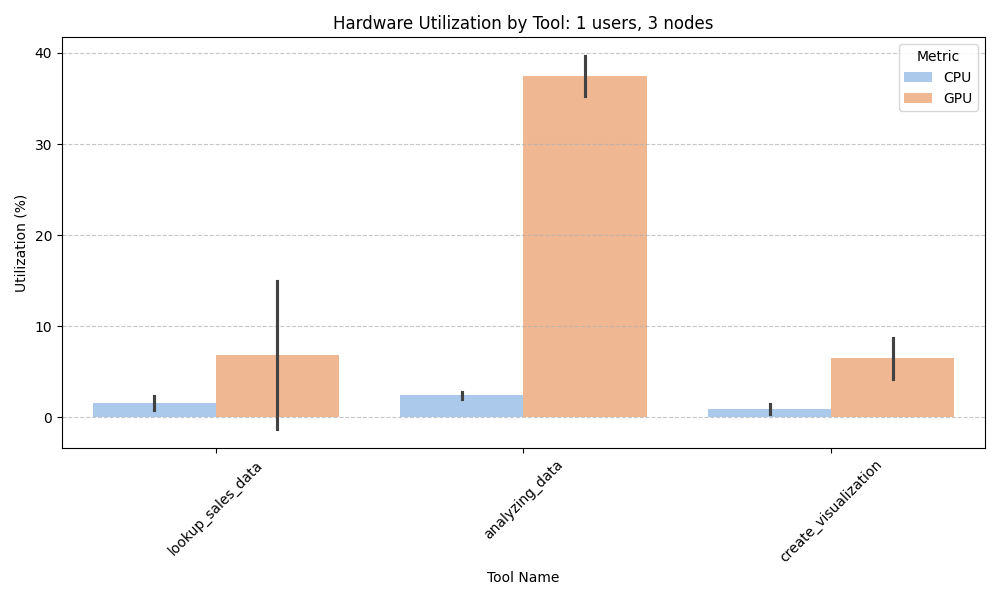 Hardware Utilization by Tool: 1 users, 3 nodes
Metric
CPU
GPU
Utilization (%)
40
30
20
10
0
lookup_sales_data
analyzing_data
create_visualization
Tool Name